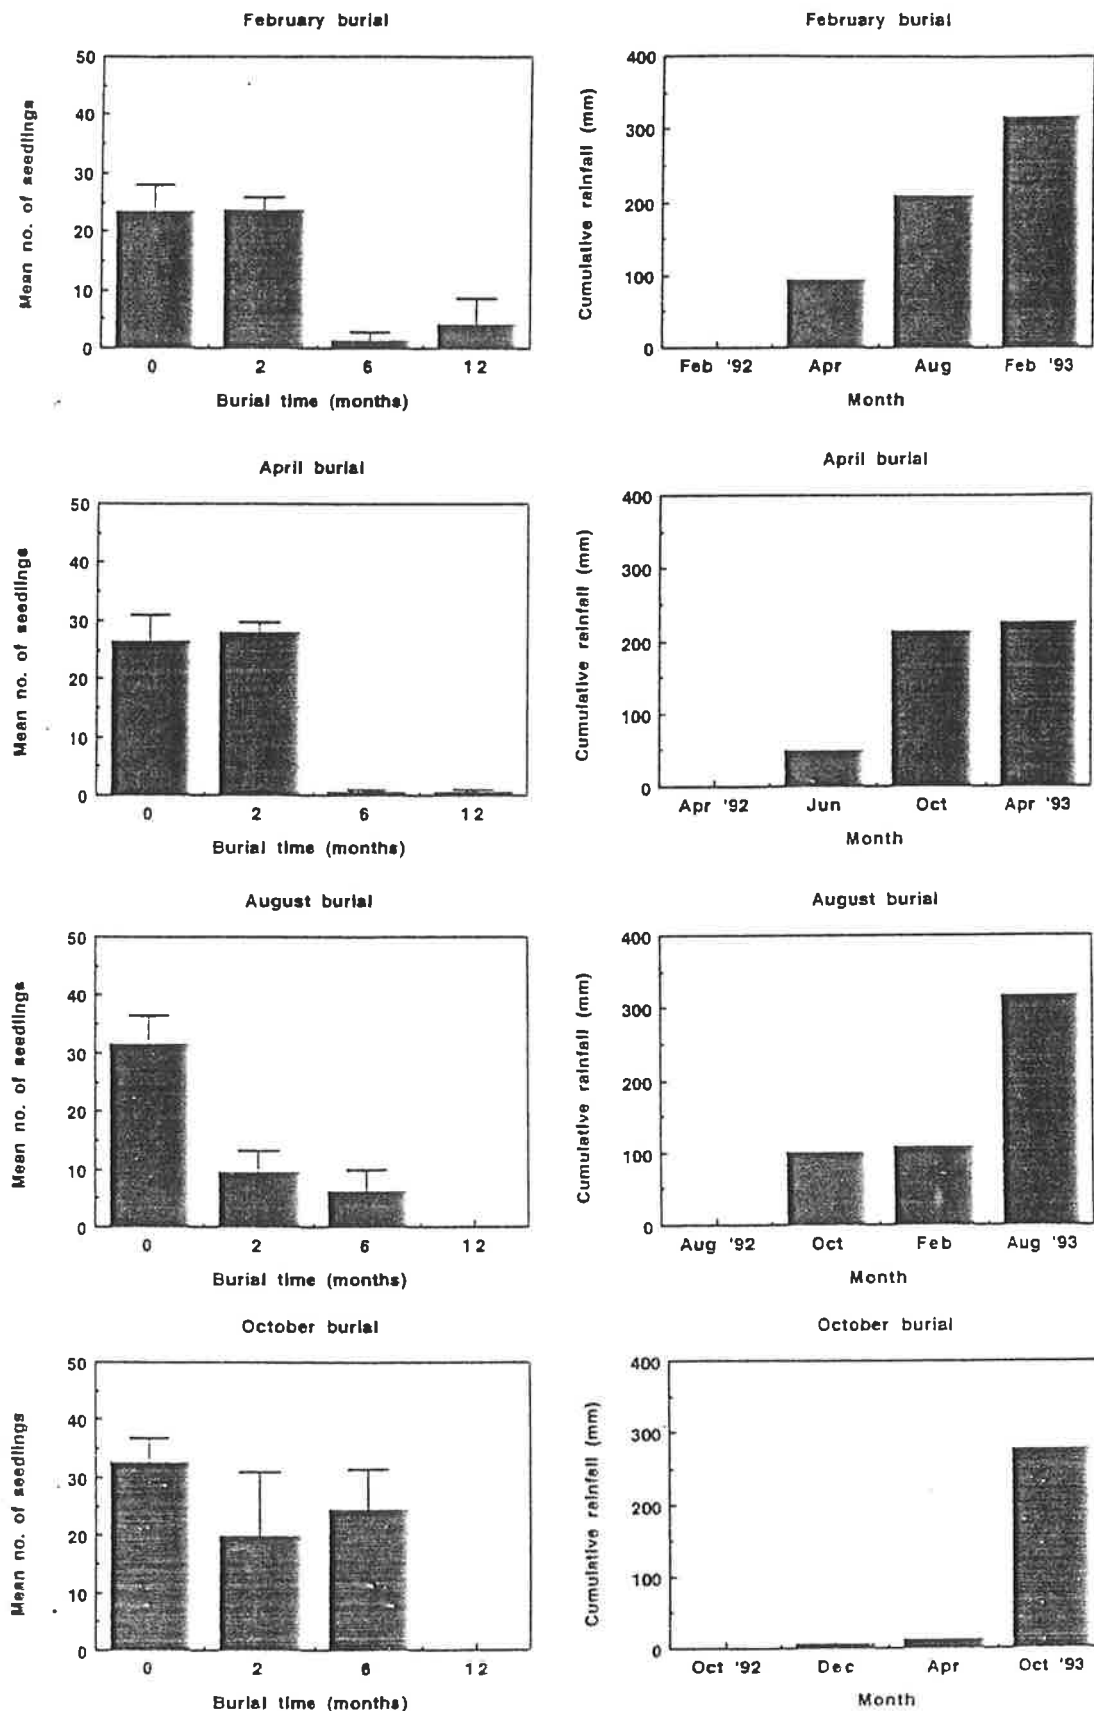 February burial
50
40
30
20
10
0
Mean no. of seedlings
0 2 6 12
Burial time (months)
February burial
400
300
200
100
0
Cumulative rainfall (mm)
Feb '92 Apr Aug Feb '93
Month
April burial
50
40
30
20
10
0
Mean no. of seedlings
0 2 6 12
Burial time (months)
April burial
400
300
200
100
0
Cumulative rainfall (mm)
Apr '92 Jun Oct Apr '93
Month
August burial
50
40
30
20
10
0
Mean no. of seedlings
0 2 6 12
Burial time (months)
August burial
400
300
200
100
0
Cumulative rainfall (mm)
Aug '92 Oct Feb Aug '93
Month
October burial
50
40
30
20
10
0
Mean no. of seedlings
0 2 6 12
Burial time (months)
October burial
400
300
200
100
0
Cumulative rainfall (mm)
Oct '92 Dec Apr Oct '93
Month